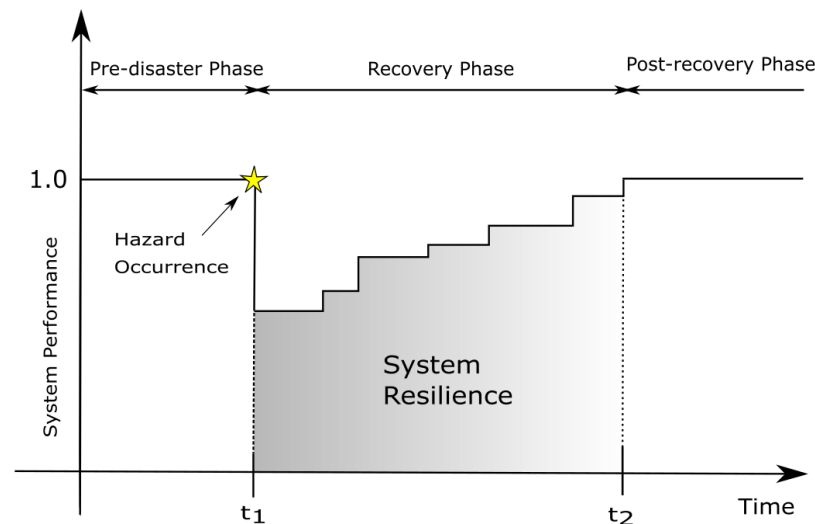 Pre-disaster Phase
Recovery Phase
Post-recovery Phase
1.0
Hazard
Occurrence
System Performance
System
Resilience
t1
t2
Time